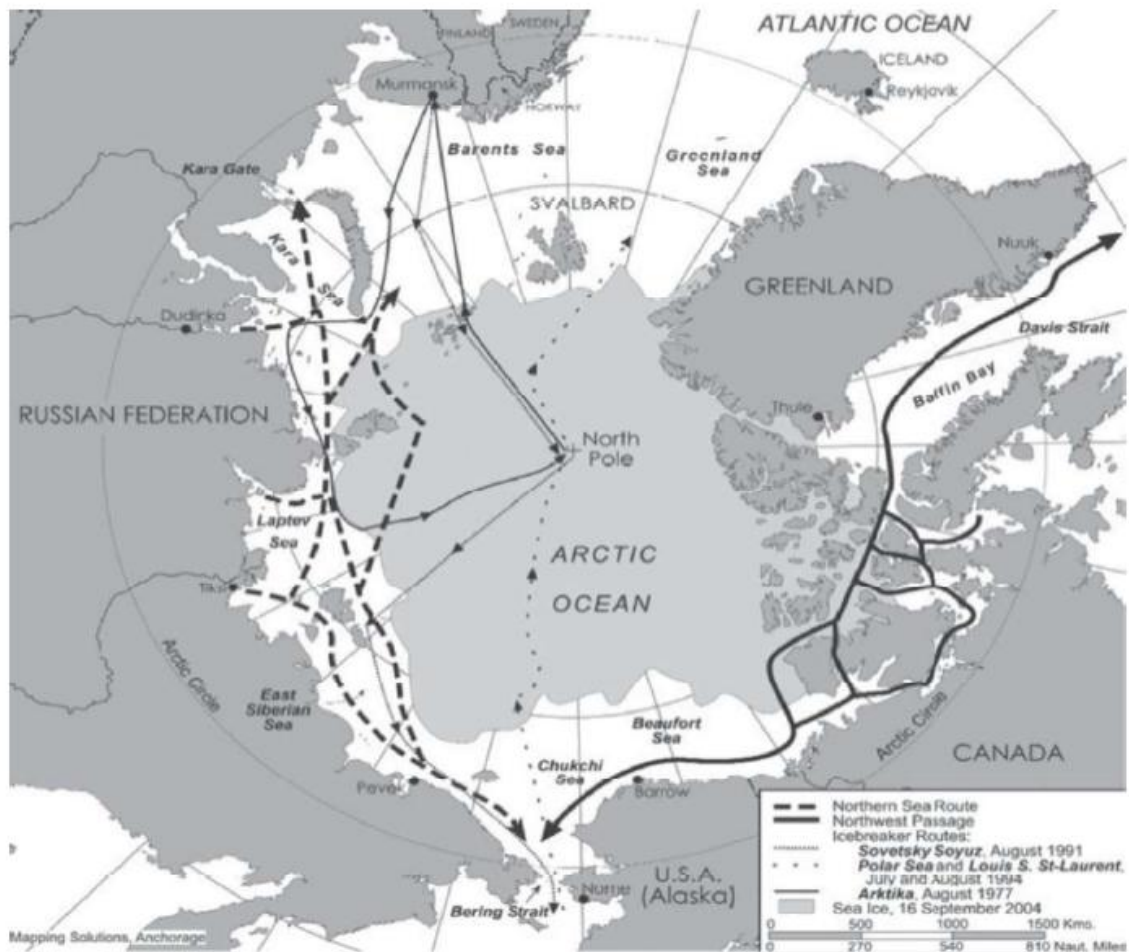 ATLANTIC OCEAN
SWEDEN
FINLAND
ICELAND
Murmansk
NORWAY
Reykjavik
Barents Sea
Greenland
Sea
Kara Gate
SVALBARD
Kara
Sea
Nuuk
GREENLAND
Dudinka
Davis Strait
Baffin Bay
RUSSIAN FEDERATION
Thule
North
Pole
Laptev
Sea
ARCTIC
OCEAN
Tiksi
Arctic Circle
East
Siberian
Sea
Beaufort
Sea
Arctic Circle
CANADA
Chukchi
Sea
Pevek
Barrow
Northern Sea Route
Northwest Passage
Icebreaker Routes:
Sovetsky Soyuz, August 1991
Polar Sea and Louis S. St-Laurent,
July and August 1994
Arktika, August 1977
Sea Ice, 16 September 2004
U.S.A.
(Alaska)
Nome
Bering Strait
500 1000 1500 Kms.
0 270 540 810 Naut. Miles
Mapping Solutions, Anchorage